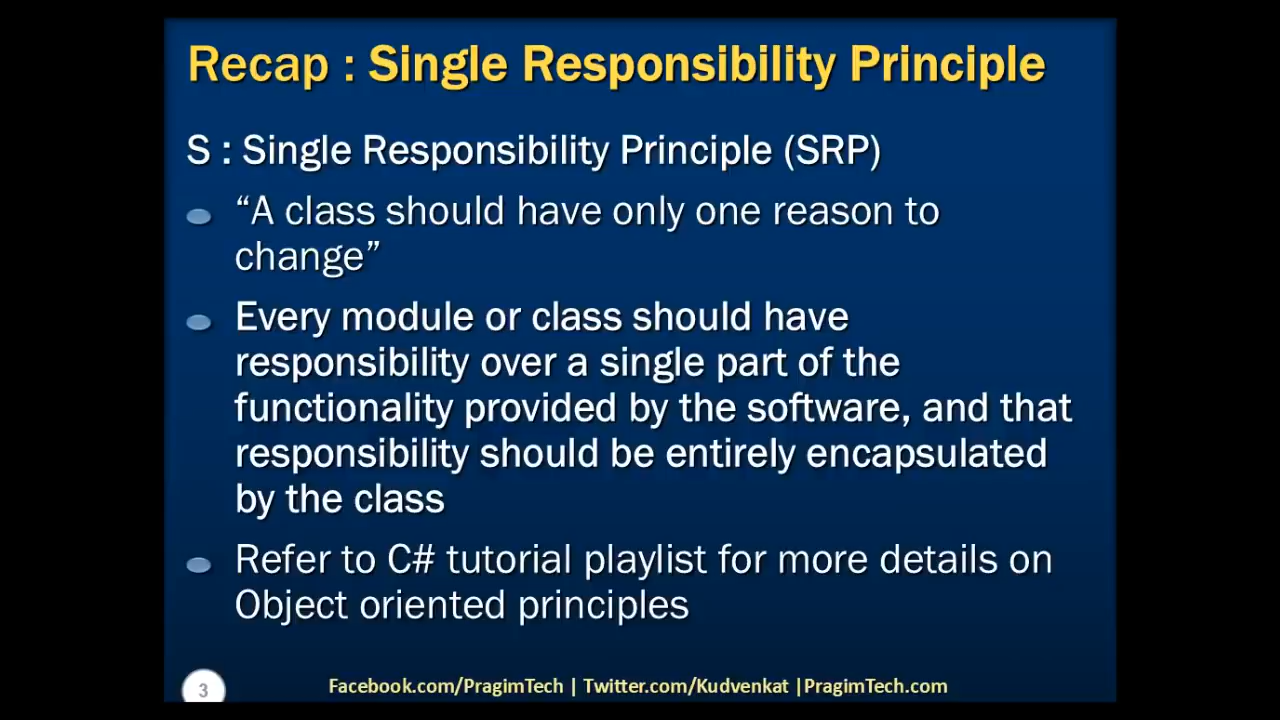 Recap : Single Responsibility Principle
S : Single Responsibility Principle (SRP)
“A class should have only one reason to
change”
Every module or class should have
responsibility over a single part of the
functionality provided by the software, and that
responsibility should be entirely encapsulated
by the class
Refer to C# tutorial playlist for more details on
Object oriented principles
3
Facebook.com/PragimTech | Twitter.com/Kudvenkat |PragimTech.com